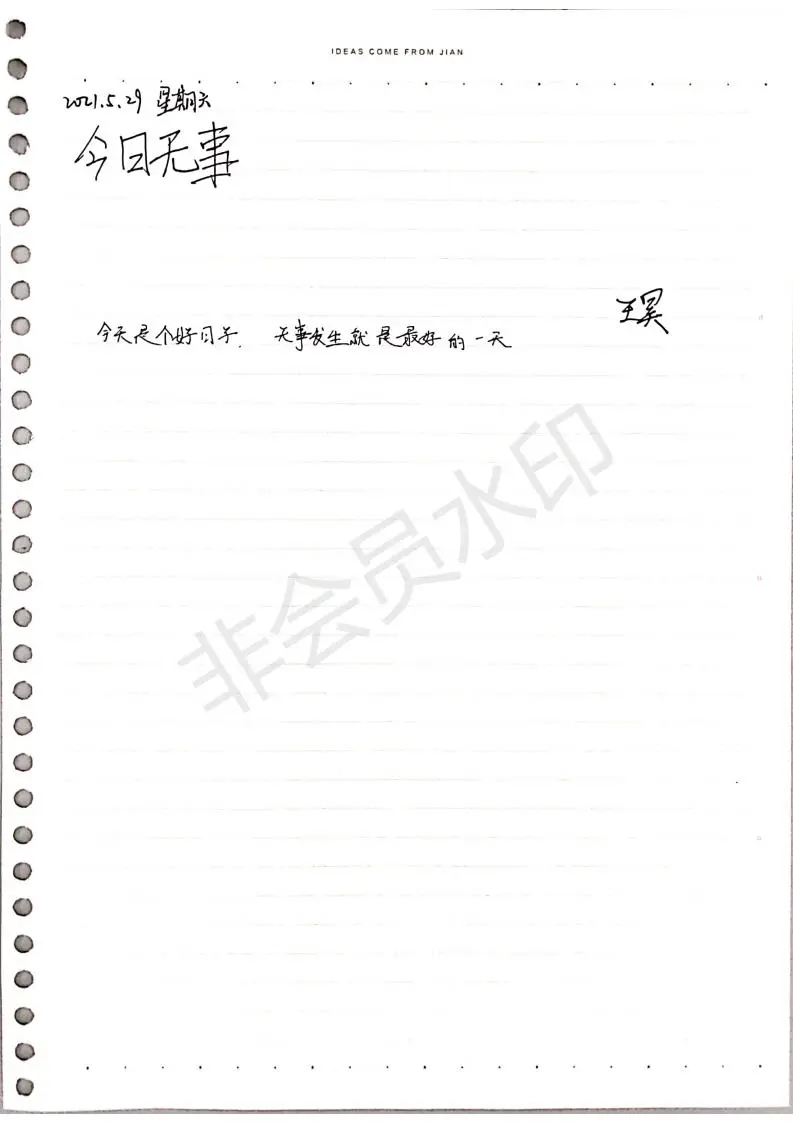 IDEAS COME FROM JIAN
2021.5.29 星期六
今日无事
王昊
今天是个好日子. 无事发生就是最好的一天
非会员水印